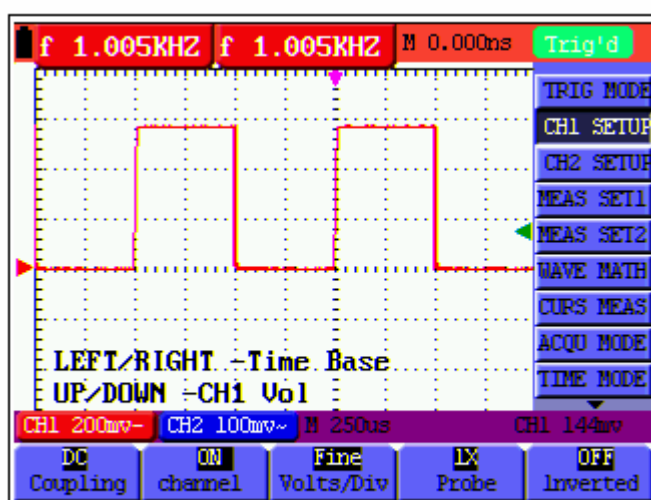 f 1.005KHZ f 1.005KHZ M 0.000ns Trig'd
TRIG MODE
CH1 SETUP
CH2 SETUP
MEAS SET1
MEAS SET2
WAVE MATH
CURS MEAS
ACQU MODE
TIME MODE
LEFT/RIGHT -Time Base
UP/DOWN -CH1 Vol
CH1 200mv- CH2 100mv~ M 250us CH1 144mv
DC ON Fine 1X OFF
Coupling channel Volts/Div Probe Inverted